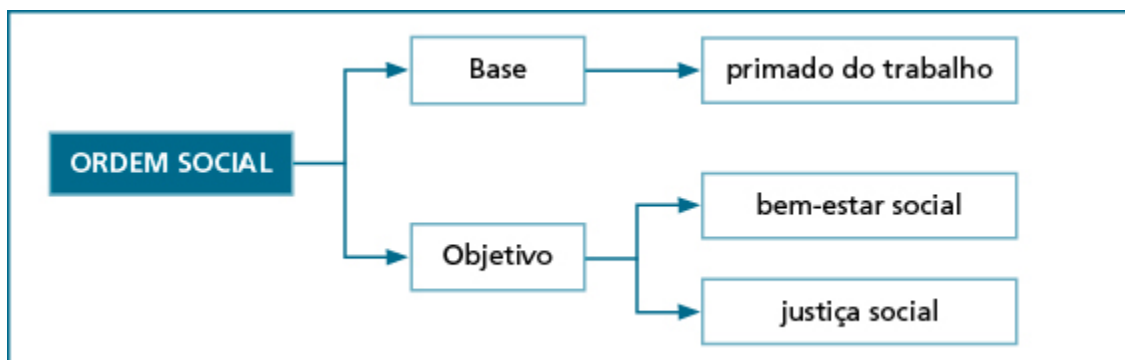 ORDEM SOCIAL
Base
primado do trabalho
Objetivo
bem-estar social
justiça social